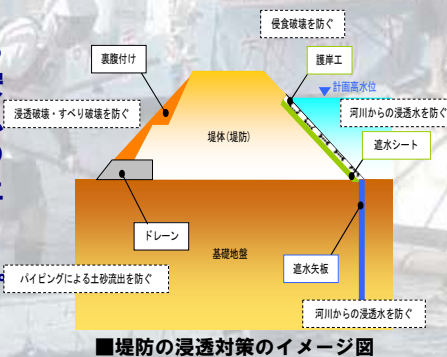 侵食破壊を防ぐ
裏腹付け
護岸工
計画高水位
浸透破壊・すべり破壊を防ぐ
河川からの浸透水を防ぐ
堤体(堤防)
遮水シート
ドレーン
基礎地盤
遮水矢板
パイピングによる土砂流出を防ぐ
河川からの浸透水を防ぐ
■堤防の浸透対策のイメージ図